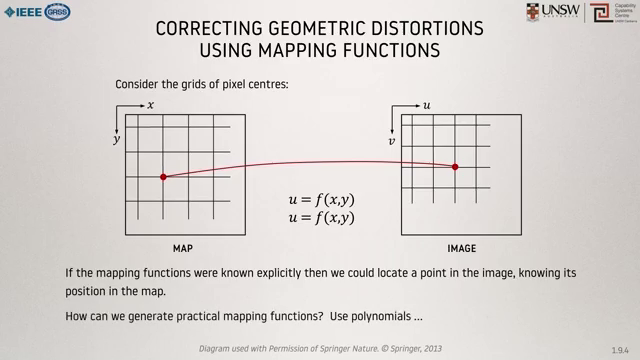 IEEE GRSS
UNSW
AUSTRALIA
Capability
Systems
Centre
UNSW Canberra
CORRECTING GEOMETRIC DISTORTIONS
USING MAPPING FUNCTIONS
Consider the grids of pixel centres:
x
y
u
v
u = f(x,y)
u = f(x,y)
MAP
IMAGE
If the mapping functions were known explicitly then we could locate a point in the image, knowing its
position in the map.
How can we generate practical mapping functions? Use polynomials ...
Diagram used with Permission of Springer Nature. © Springer, 2013
1.9.4